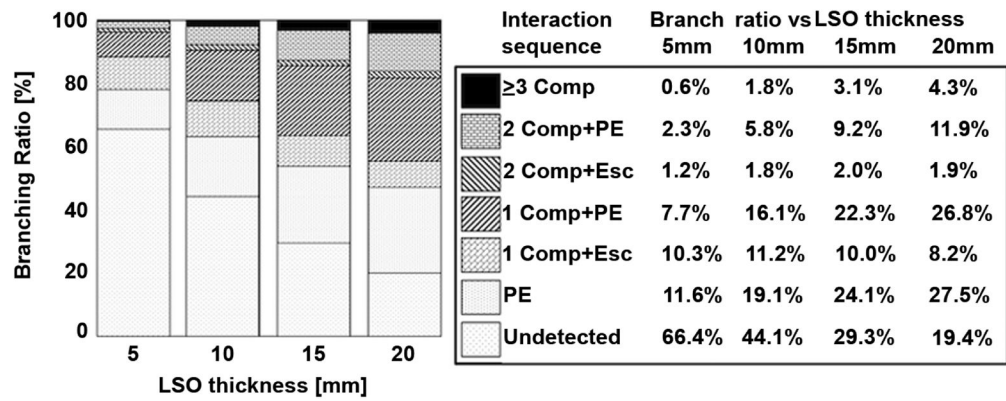 100
80
60
40
20
0
Branching Ratio [%]
5 10 15 20
LSO thickness [mm]
Interaction Branch ratio vs LSO thickness
sequence 5mm 10mm 15mm 20mm
≥3 Comp 0.6% 1.8% 3.1% 4.3%
2 Comp+PE 2.3% 5.8% 9.2% 11.9%
2 Comp+Esc 1.2% 1.8% 2.0% 1.9%
1 Comp+PE 7.7% 16.1% 22.3% 26.8%
1 Comp+Esc 10.3% 11.2% 10.0% 8.2%
PE 11.6% 19.1% 24.1% 27.5%
Undetected 66.4% 44.1% 29.3% 19.4%